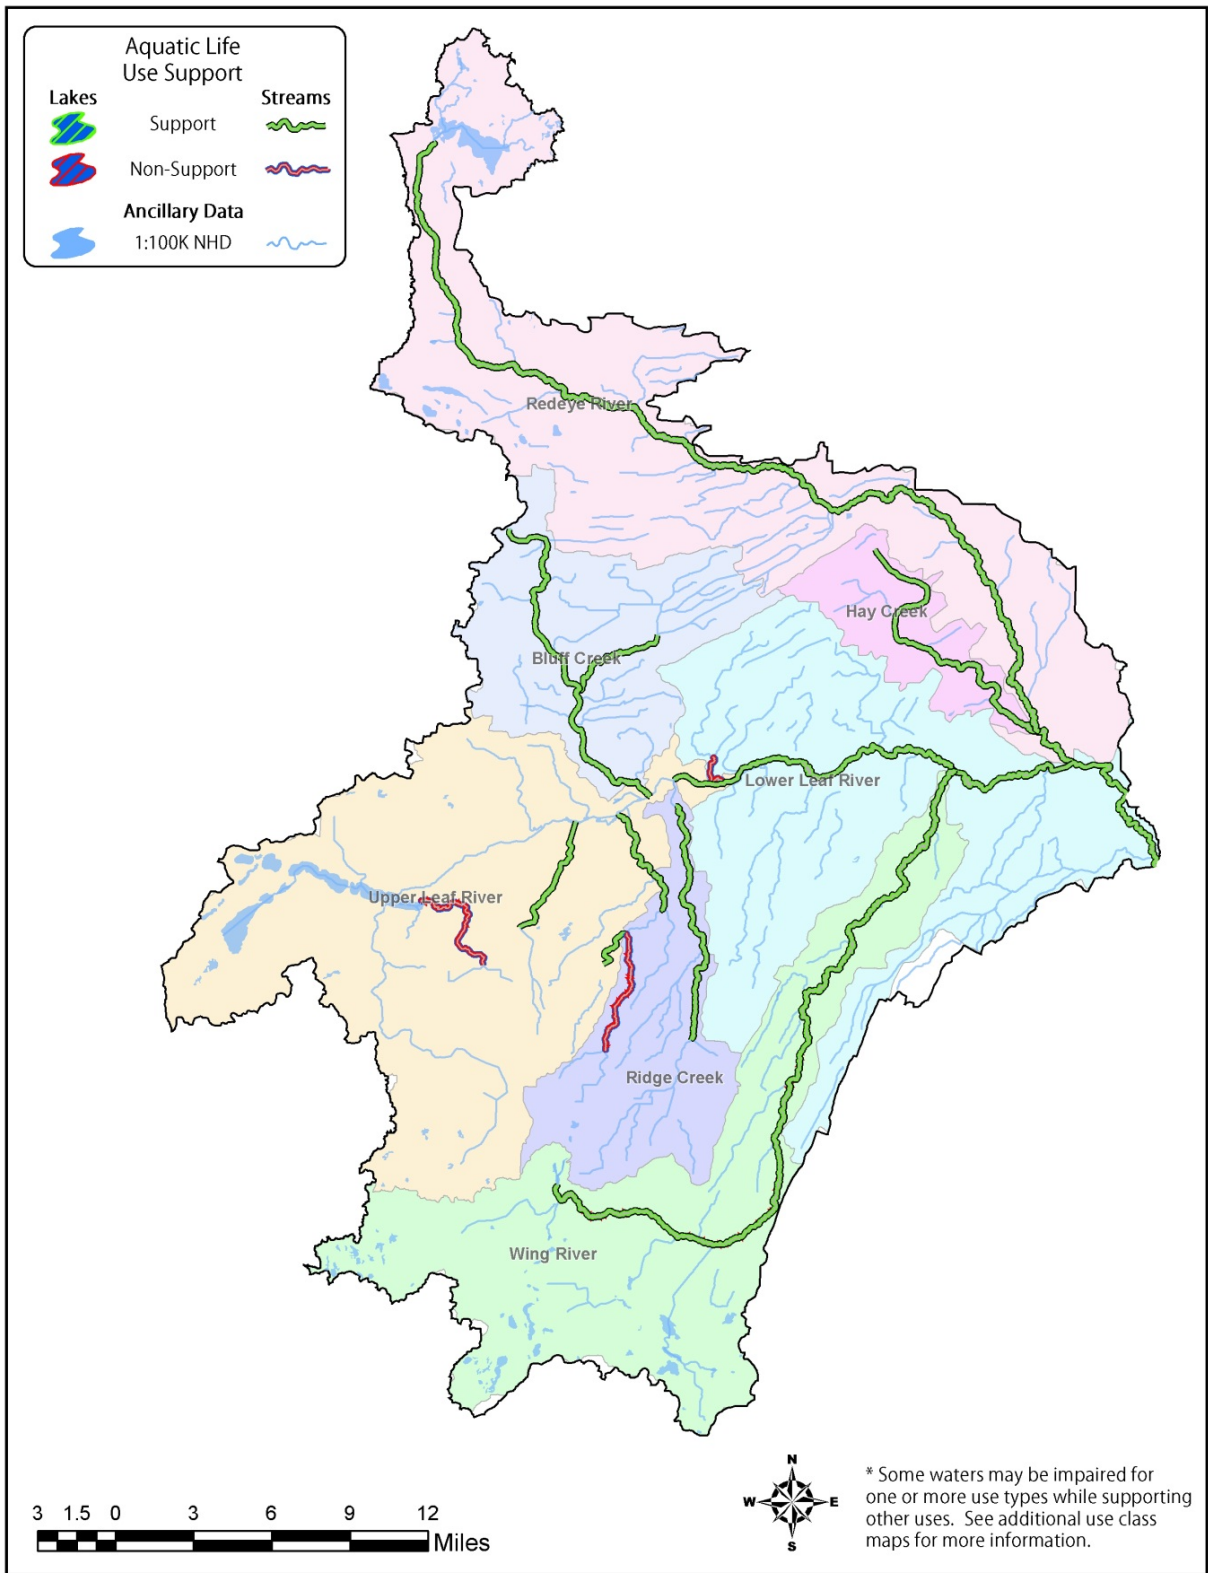 Aquatic Life
Use Support
Lakes Streams
Support
Non-Support
Ancillary Data
1:100K NHD
Redeye River
Hay Creek
Bluff Creek
Lower Leaf River
Upper Leaf River
Ridge Creek
Wing River
3 1.5 0 3 6 9 12
Miles
N
W E
S
* Some waters may be impaired for
one or more use types while supporting
other uses. See additional use class
maps for more information.